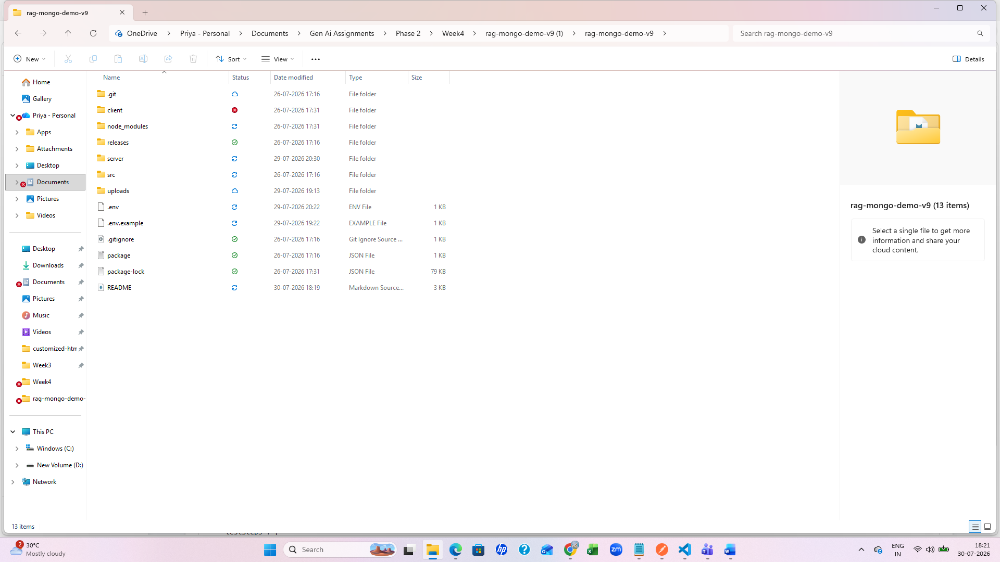 rag-mongo-demo-v9
OneDrive > Priya - Personal > Documents > Gen Ai Assignments > Phase 2 > Week4 > rag-mongo-demo-v9 (1) > rag-mongo-demo-v9 >
Search rag-mongo-demo-v9
New
Sort
View
Details
Home
Gallery
Priya - Personal
Apps
Attachments
Desktop
Documents
Pictures
Videos
Desktop
Downloads
Documents
Pictures
Music
Videos
customized-htm
Week3
Week4
rag-mongo-demo-
This PC
Windows (C:)
New Volume (D:)
Network
Name Status Date modified Type Size
.git 26-07-2026 17:16 File folder
client 26-07-2026 17:31 File folder
node_modules 26-07-2026 17:31 File folder
releases 26-07-2026 17:16 File folder
server 29-07-2026 20:30 File folder
src 26-07-2026 17:16 File folder
uploads 29-07-2026 19:13 File folder
.env 29-07-2026 20:22 ENV File 1 KB
.env.example 29-07-2026 19:22 EXAMPLE File 1 KB
.gitignore 26-07-2026 17:16 Git Ignore Source ... 1 KB
package 26-07-2026 17:16 JSON File 1 KB
package-lock 26-07-2026 17:31 JSON File 79 KB
README 30-07-2026 18:19 Markdown Source... 3 KB
rag-mongo-demo-v9 (13 items)
Select a single file to get more
information and share your
cloud content.
13 items
2
30°C
Mostly cloudy
Search
hp
zm
ENG
IN
18:21
30-07-2026